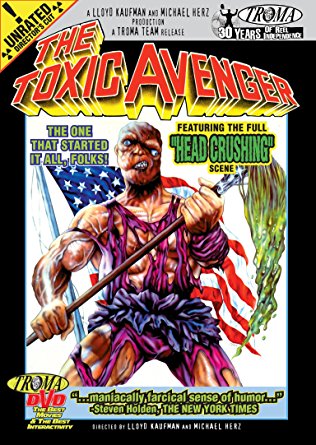 UNRATED
DIRECTOR'S CUT!
A LLOYD KAUFMAN AND MICHAEL HERZ
PRODUCTION
A TROMA TEAM RELEASE
TROMA
30 YEARS OF REEL INDEPENDENCE
THE
TOXIC AVENGER
THE ONE
THAT STARTED
IT ALL, FOLKS!
FEATURING THE FULL
"HEAD CRUSHING"
SCENE
TROMA
DVD
THE BEST
MOVIES
& THE BEST
INTERACTIVITY
"...maniacally farcical sense of humor..."
-Steven Holden, THE NEW YORK TIMES
DIRECTED BY LLOYD KAUFMAN AND MICHAEL HERZ